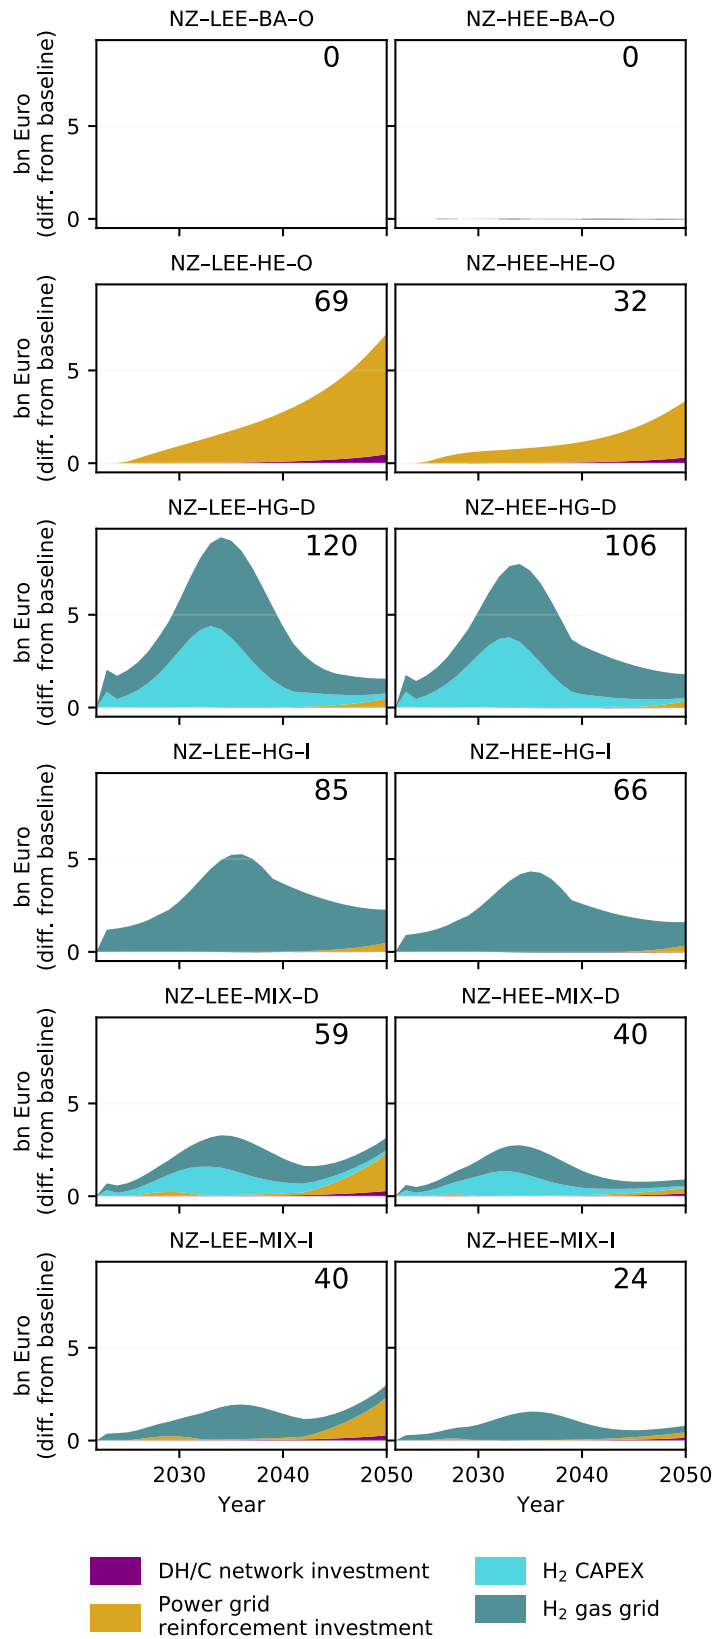 NZ–LEE–BA–O
NZ–HEE–BA–O
bn Euro
(diff. from baseline)
5
0
0
0
NZ–LEE-HE–O
NZ–HEE–HE–O
bn Euro
(diff. from baseline)
5
0
69
32
NZ–LEE–HG–D
NZ–HEE–HG–D
bn Euro
(diff. from baseline)
5
0
120
106
NZ–LEE–HG–I
NZ–HEE–HG–I
bn Euro
(diff. from baseline)
5
0
85
66
NZ–LEE–MIX–D
NZ–HEE–MIX–D
bn Euro
(diff. from baseline)
5
0
59
40
NZ–LEE–MIX–I
NZ–HEE–MIX–I
bn Euro
(diff. from baseline)
5
0
40
24
2030 2040 2050 2030 2040 2050
Year Year
DH/C network investment
Power grid
reinforcement investment
H₂ CAPEX
H₂ gas grid